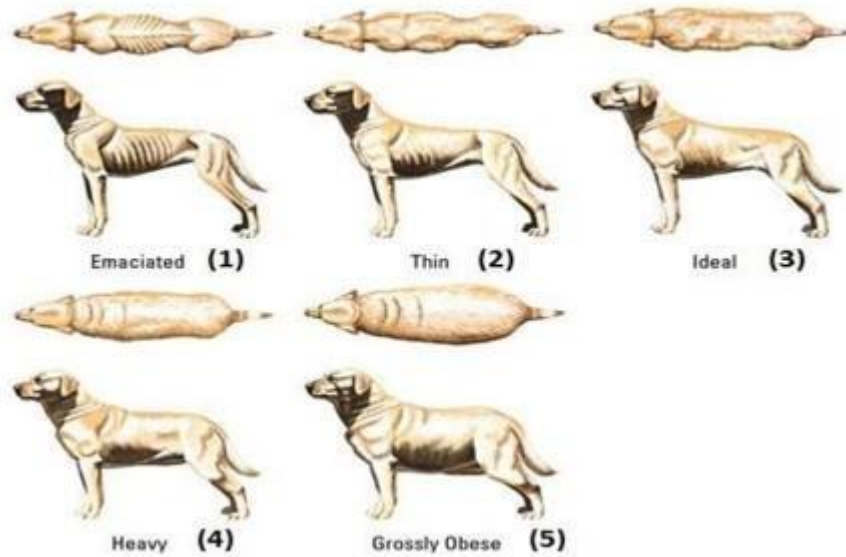 Emaciated (1)
Thin (2)
Ideal (3)
Heavy (4)
Grossly Obese (5)